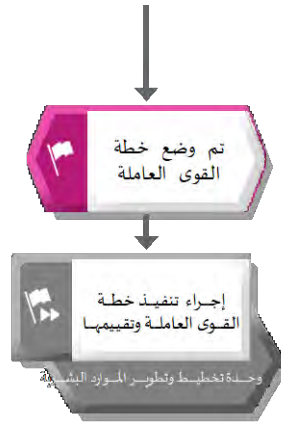 تم وضع خطة
القوى العاملة
إجراء تنفيذ خطة
القوى العاملة وتقييمها
وحدة تخطيط وتطوير الموارد البشرية